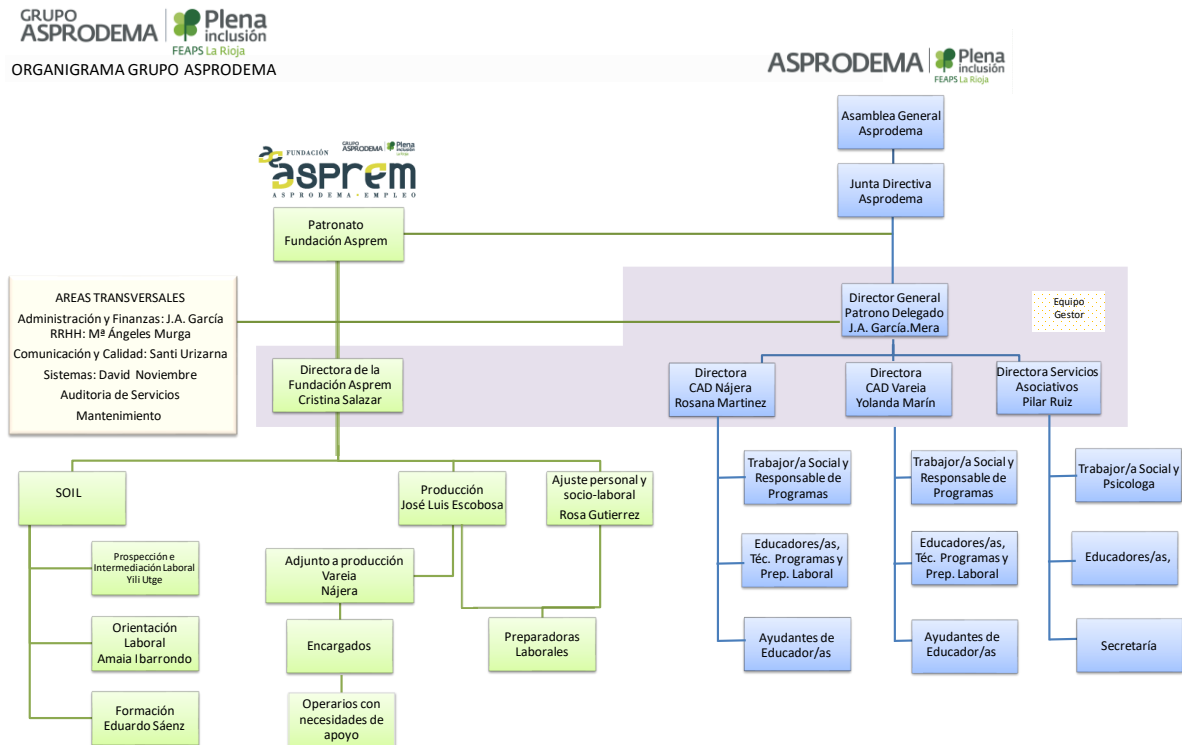 GRUPO
ASPRODEMA
Plena
inclusión
FEAPS La Rioja
ORGANIGRAMA GRUPO ASPRODEMA
ASPRODEMA
Plena
inclusión
FEAPS La Rioja
FUNDACIÓN
GRUPO
ASPRODEMA
Plena
inclusión
La Rioja
asprem
ASPRODEMA · EMPLEO
Asamblea General
Asprodema
Junta Directiva
Asprodema
Patronato
Fundación Asprem
AREAS TRANSVERSALES
Administración y Finanzas: J.A. García
RRHH: Mª Ángeles Murga
Comunicación y Calidad: Santi Urizarna
Sistemas: David Noviembre
Auditoria de Servicios
Mantenimiento
Director General
Patrono Delegado
J.A. García.Mera
Equipo
Gestor
Directora de la
Fundación Asprem
Cristina Salazar
Directora
CAD Nájera
Rosana Martinez
Directora
CAD Vareia
Yolanda Marín
Directora Servicios
Asociativos
Pilar Ruiz
SOIL
Producción
José Luis Escobosa
Ajuste personal y
socio-laboral
Rosa Gutierrez
Trabajor/a Social y
Responsable de
Programas
Trabajor/a Social y
Responsable de
Programas
Trabajor/a Social y
Psicologa
Prospección e
Intermediación Laboral
Yili Utge
Adjunto a producción
Vareia
Nájera
Educadores/as,
Téc. Programas y
Prep. Laboral
Educadores/as,
Téc. Programas y
Prep. Laboral
Educadores/as,
Orientación
Laboral
Amaia Ibarrondo
Encargados
Preparadoras
Laborales
Ayudantes de
Educador/as
Ayudantes de
Educador/as
Secretaría
Formación
Eduardo Sáenz
Operarios con
necesidades de
apoyo